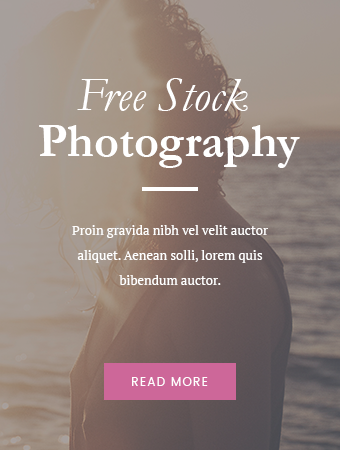 Free Stock
Photography
Proin gravida nibh vel velit auctor
aliquet. Aenean solli, lorem quis
bibendum auctor.
READ MORE